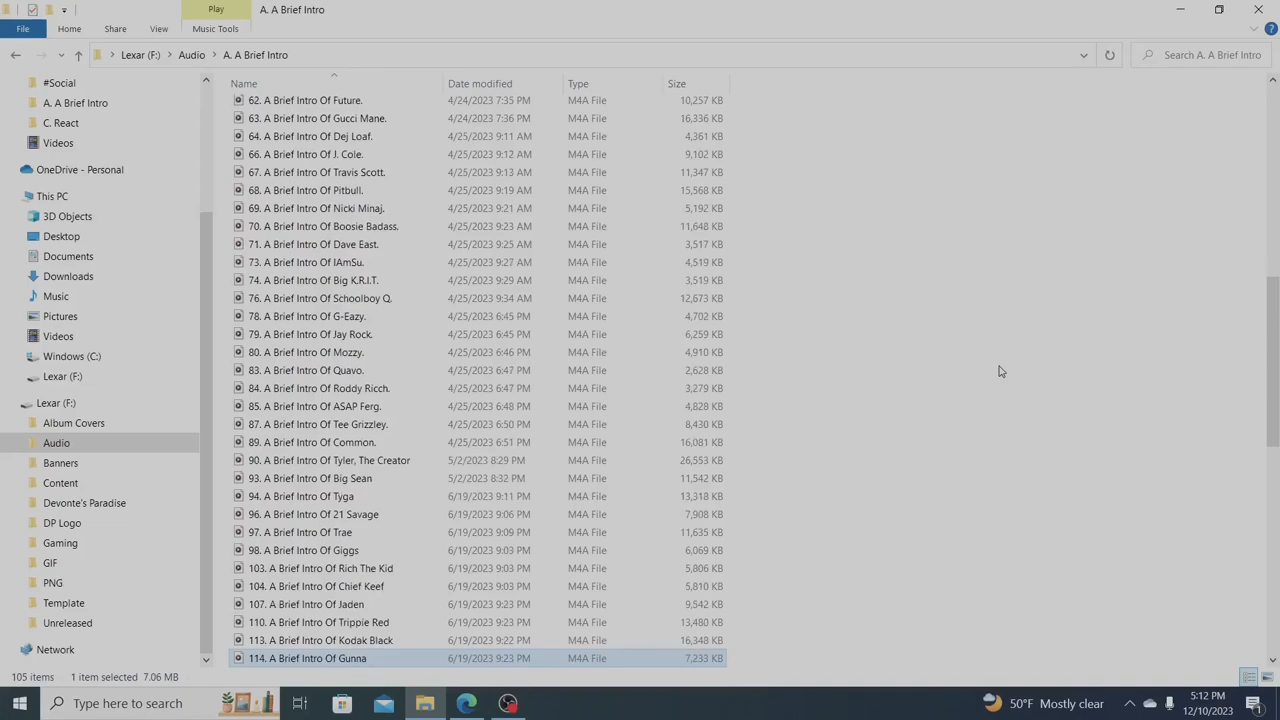 Play
A. A Brief Intro
File
Home
Share
View
Music Tools
Lexar (F:)
Audio
A. A Brief Intro
Search A. A Brief Intro
#Social
A. A Brief Intro
C. React
Videos
OneDrive - Personal
This PC
3D Objects
Desktop
Documents
Downloads
Music
Pictures
Videos
Windows (C:)
Lexar (F:)
Lexar (F:)
Album Covers
Audio
Banners
Content
Devonte's Paradise
DP Logo
Gaming
GIF
PNG
Template
Unreleased
Network
Name Date modified Type Size
62. A Brief Intro Of Future. 4/24/2023 7:35 PM M4A File 10,257 KB
63. A Brief Intro Of Gucci Mane. 4/24/2023 7:36 PM M4A File 16,336 KB
64. A Brief Intro Of Dej Loaf. 4/25/2023 9:11 AM M4A File 4,361 KB
66. A Brief Intro Of J. Cole. 4/25/2023 9:12 AM M4A File 9,102 KB
67. A Brief Intro Of Travis Scott. 4/25/2023 9:13 AM M4A File 11,347 KB
68. A Brief Intro Of Pitbull. 4/25/2023 9:19 AM M4A File 15,568 KB
69. A Brief Intro Of Nicki Minaj. 4/25/2023 9:21 AM M4A File 5,192 KB
70. A Brief Intro Of Boosie Badass. 4/25/2023 9:23 AM M4A File 11,648 KB
71. A Brief Intro Of Dave East. 4/25/2023 9:25 AM M4A File 3,517 KB
73. A Brief Intro Of IAmSu. 4/25/2023 9:27 AM M4A File 4,519 KB
74. A Brief Intro Of Big K.R.I.T. 4/25/2023 9:29 AM M4A File 3,519 KB
76. A Brief Intro Of Schoolboy Q. 4/25/2023 9:34 AM M4A File 12,673 KB
78. A Brief Intro Of G-Eazy. 4/25/2023 6:45 PM M4A File 4,702 KB
79. A Brief Intro Of Jay Rock. 4/25/2023 6:45 PM M4A File 6,259 KB
80. A Brief Intro Of Mozzy. 4/25/2023 6:46 PM M4A File 4,910 KB
83. A Brief Intro Of Quavo. 4/25/2023 6:47 PM M4A File 2,628 KB
84. A Brief Intro Of Roddy Ricch. 4/25/2023 6:47 PM M4A File 3,279 KB
85. A Brief Intro Of ASAP Ferg. 4/25/2023 6:48 PM M4A File 4,828 KB
87. A Brief Intro Of Tee Grizzley. 4/25/2023 6:50 PM M4A File 8,430 KB
89. A Brief Intro Of Common. 4/25/2023 6:51 PM M4A File 16,081 KB
90. A Brief Intro Of Tyler, The Creator 5/2/2023 8:29 PM M4A File 26,553 KB
93. A Brief Intro Of Big Sean 5/2/2023 8:32 PM M4A File 11,542 KB
94. A Brief Intro Of Tyga 6/19/2023 9:11 PM M4A File 13,318 KB
96. A Brief Intro Of 21 Savage 6/19/2023 9:06 PM M4A File 7,908 KB
97. A Brief Intro Of Trae 6/19/2023 9:09 PM M4A File 11,635 KB
98. A Brief Intro Of Giggs 6/19/2023 9:03 PM M4A File 6,069 KB
103. A Brief Intro Of Rich The Kid 6/19/2023 9:03 PM M4A File 5,806 KB
104. A Brief Intro Of Chief Keef 6/19/2023 9:03 PM M4A File 5,810 KB
107. A Brief Intro Of Jaden 6/19/2023 9:23 PM M4A File 9,542 KB
110. A Brief Intro Of Trippie Red 6/19/2023 9:23 PM M4A File 13,480 KB
113. A Brief Intro Of Kodak Black 6/19/2023 9:22 PM M4A File 16,348 KB
114. A Brief Intro Of Gunna 6/19/2023 9:23 PM M4A File 7,233 KB
105 items 1 item selected 7.06 MB
Type here to search
50°F Mostly clear
5:12 PM
12/10/2023
1